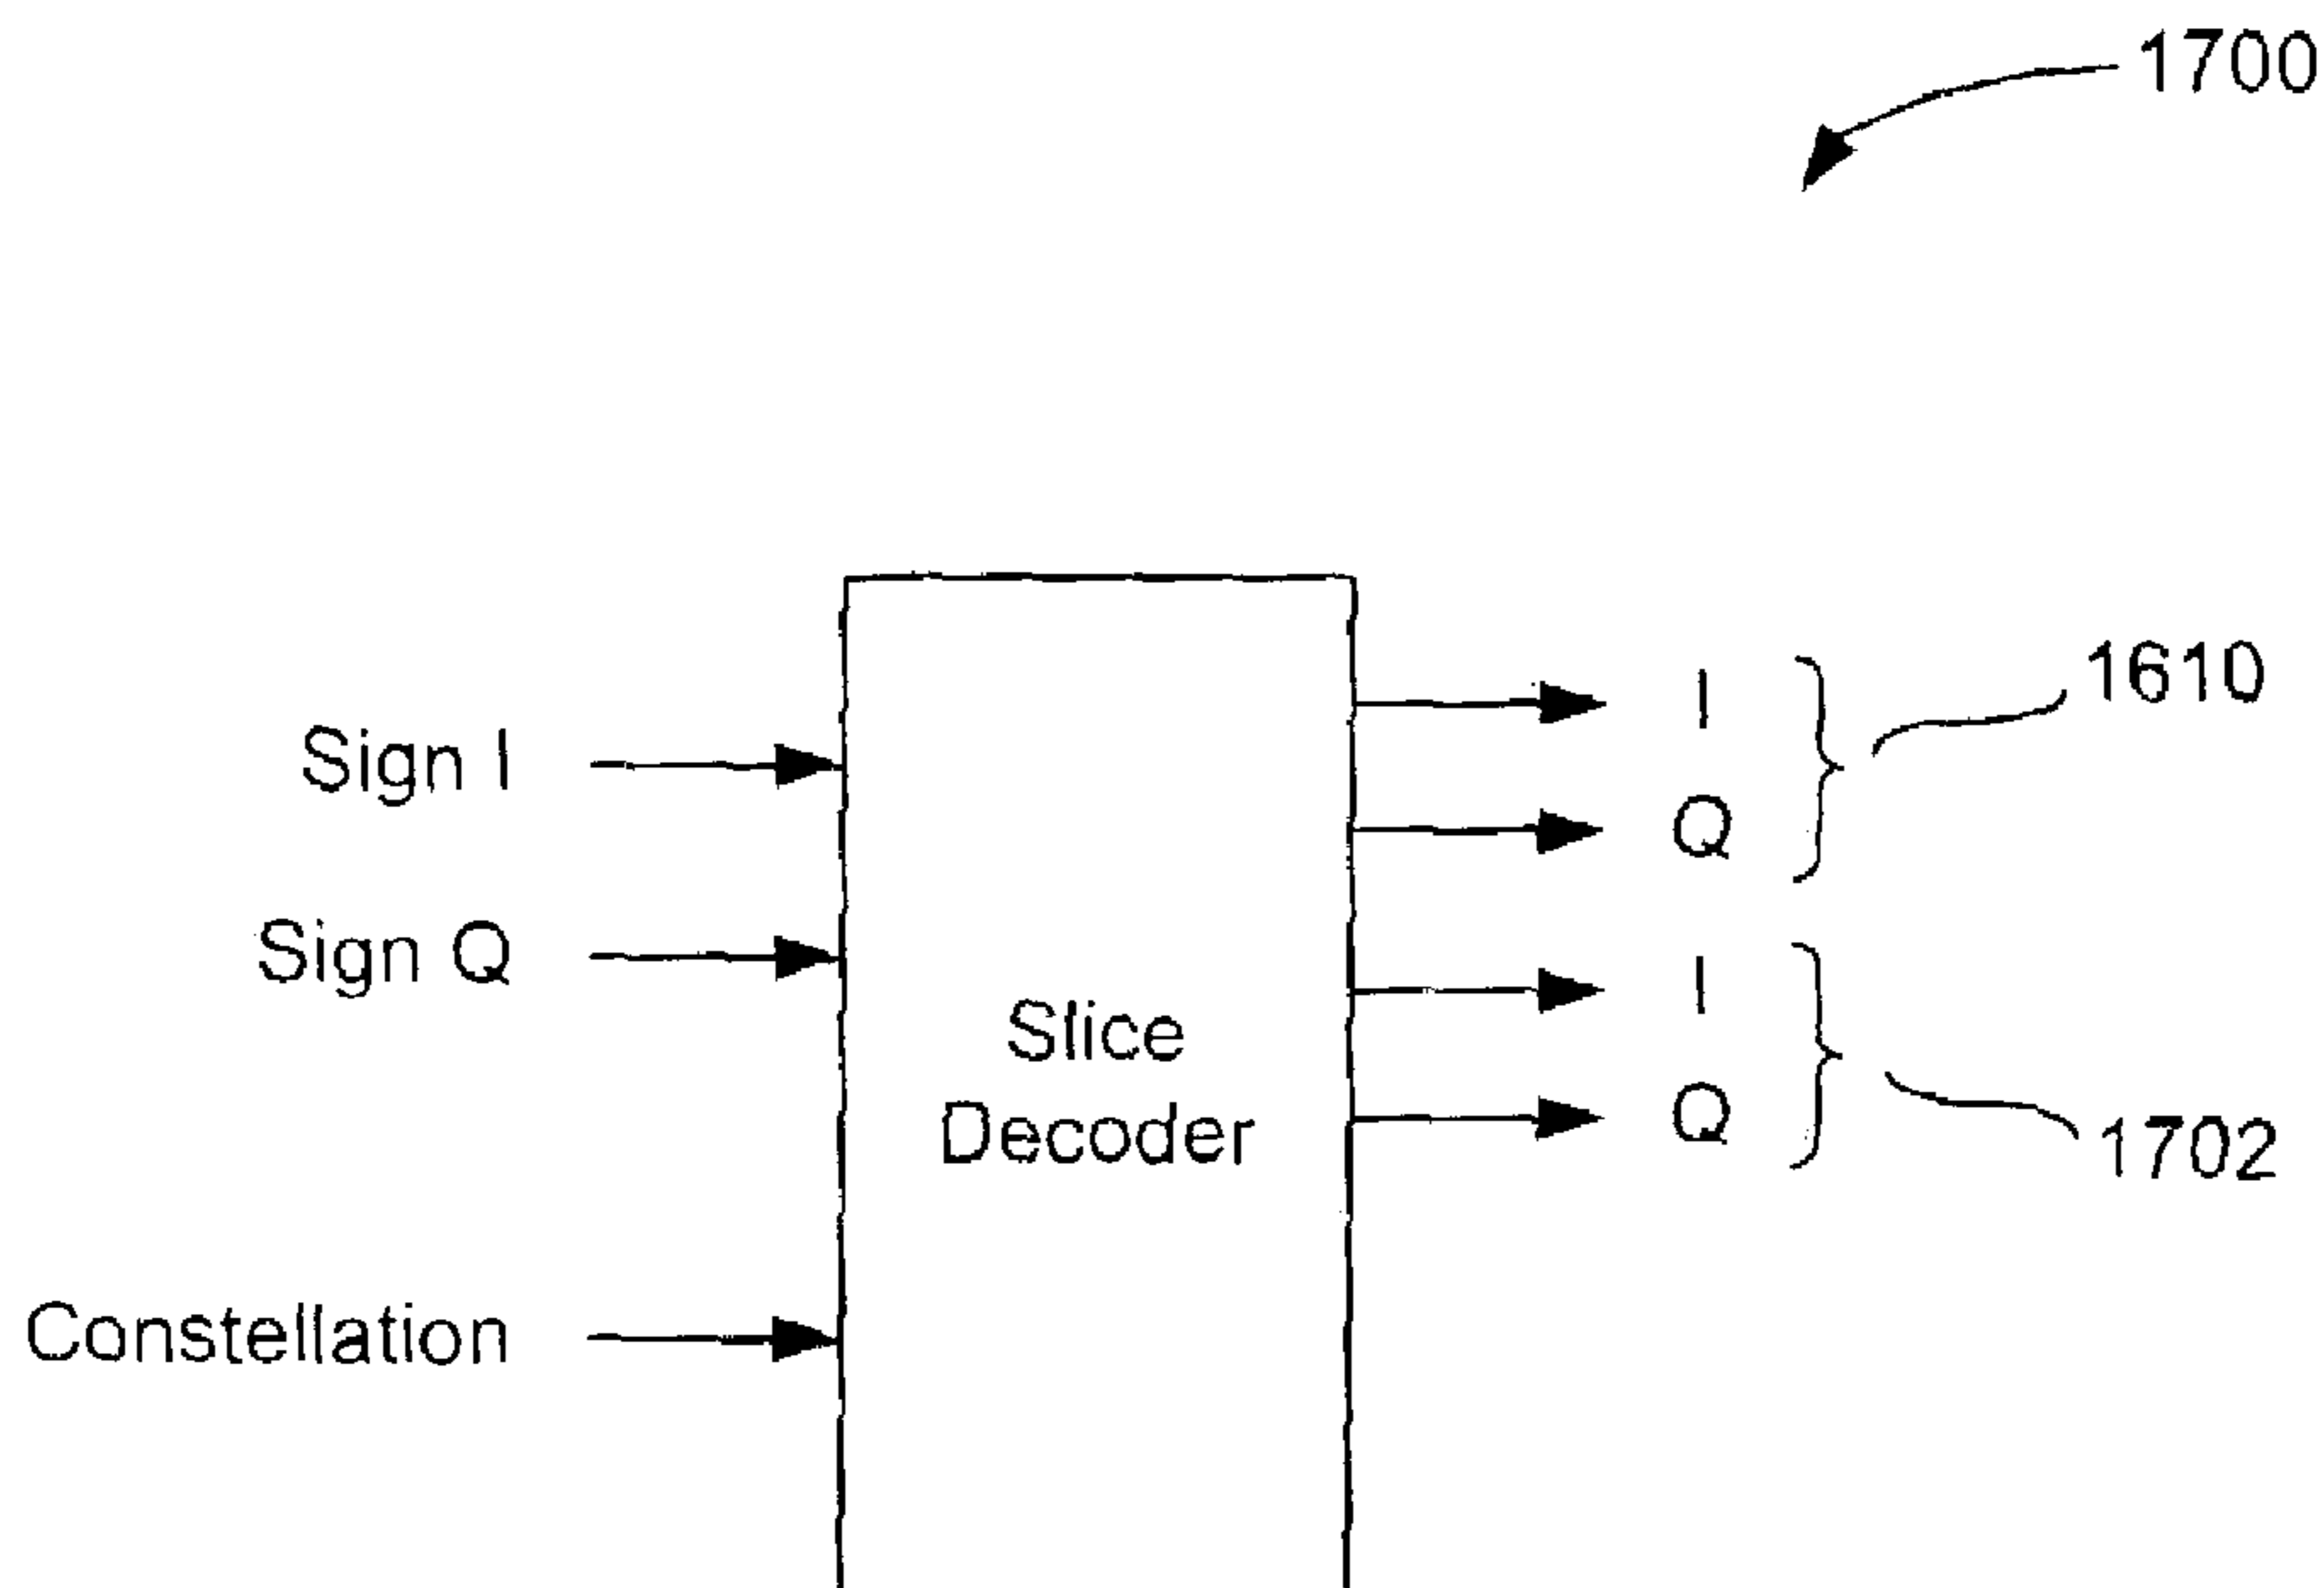 1700
1610
I
Sign I
Q
Sign Q
I
Slice
Decoder
Q
1702
Constellation